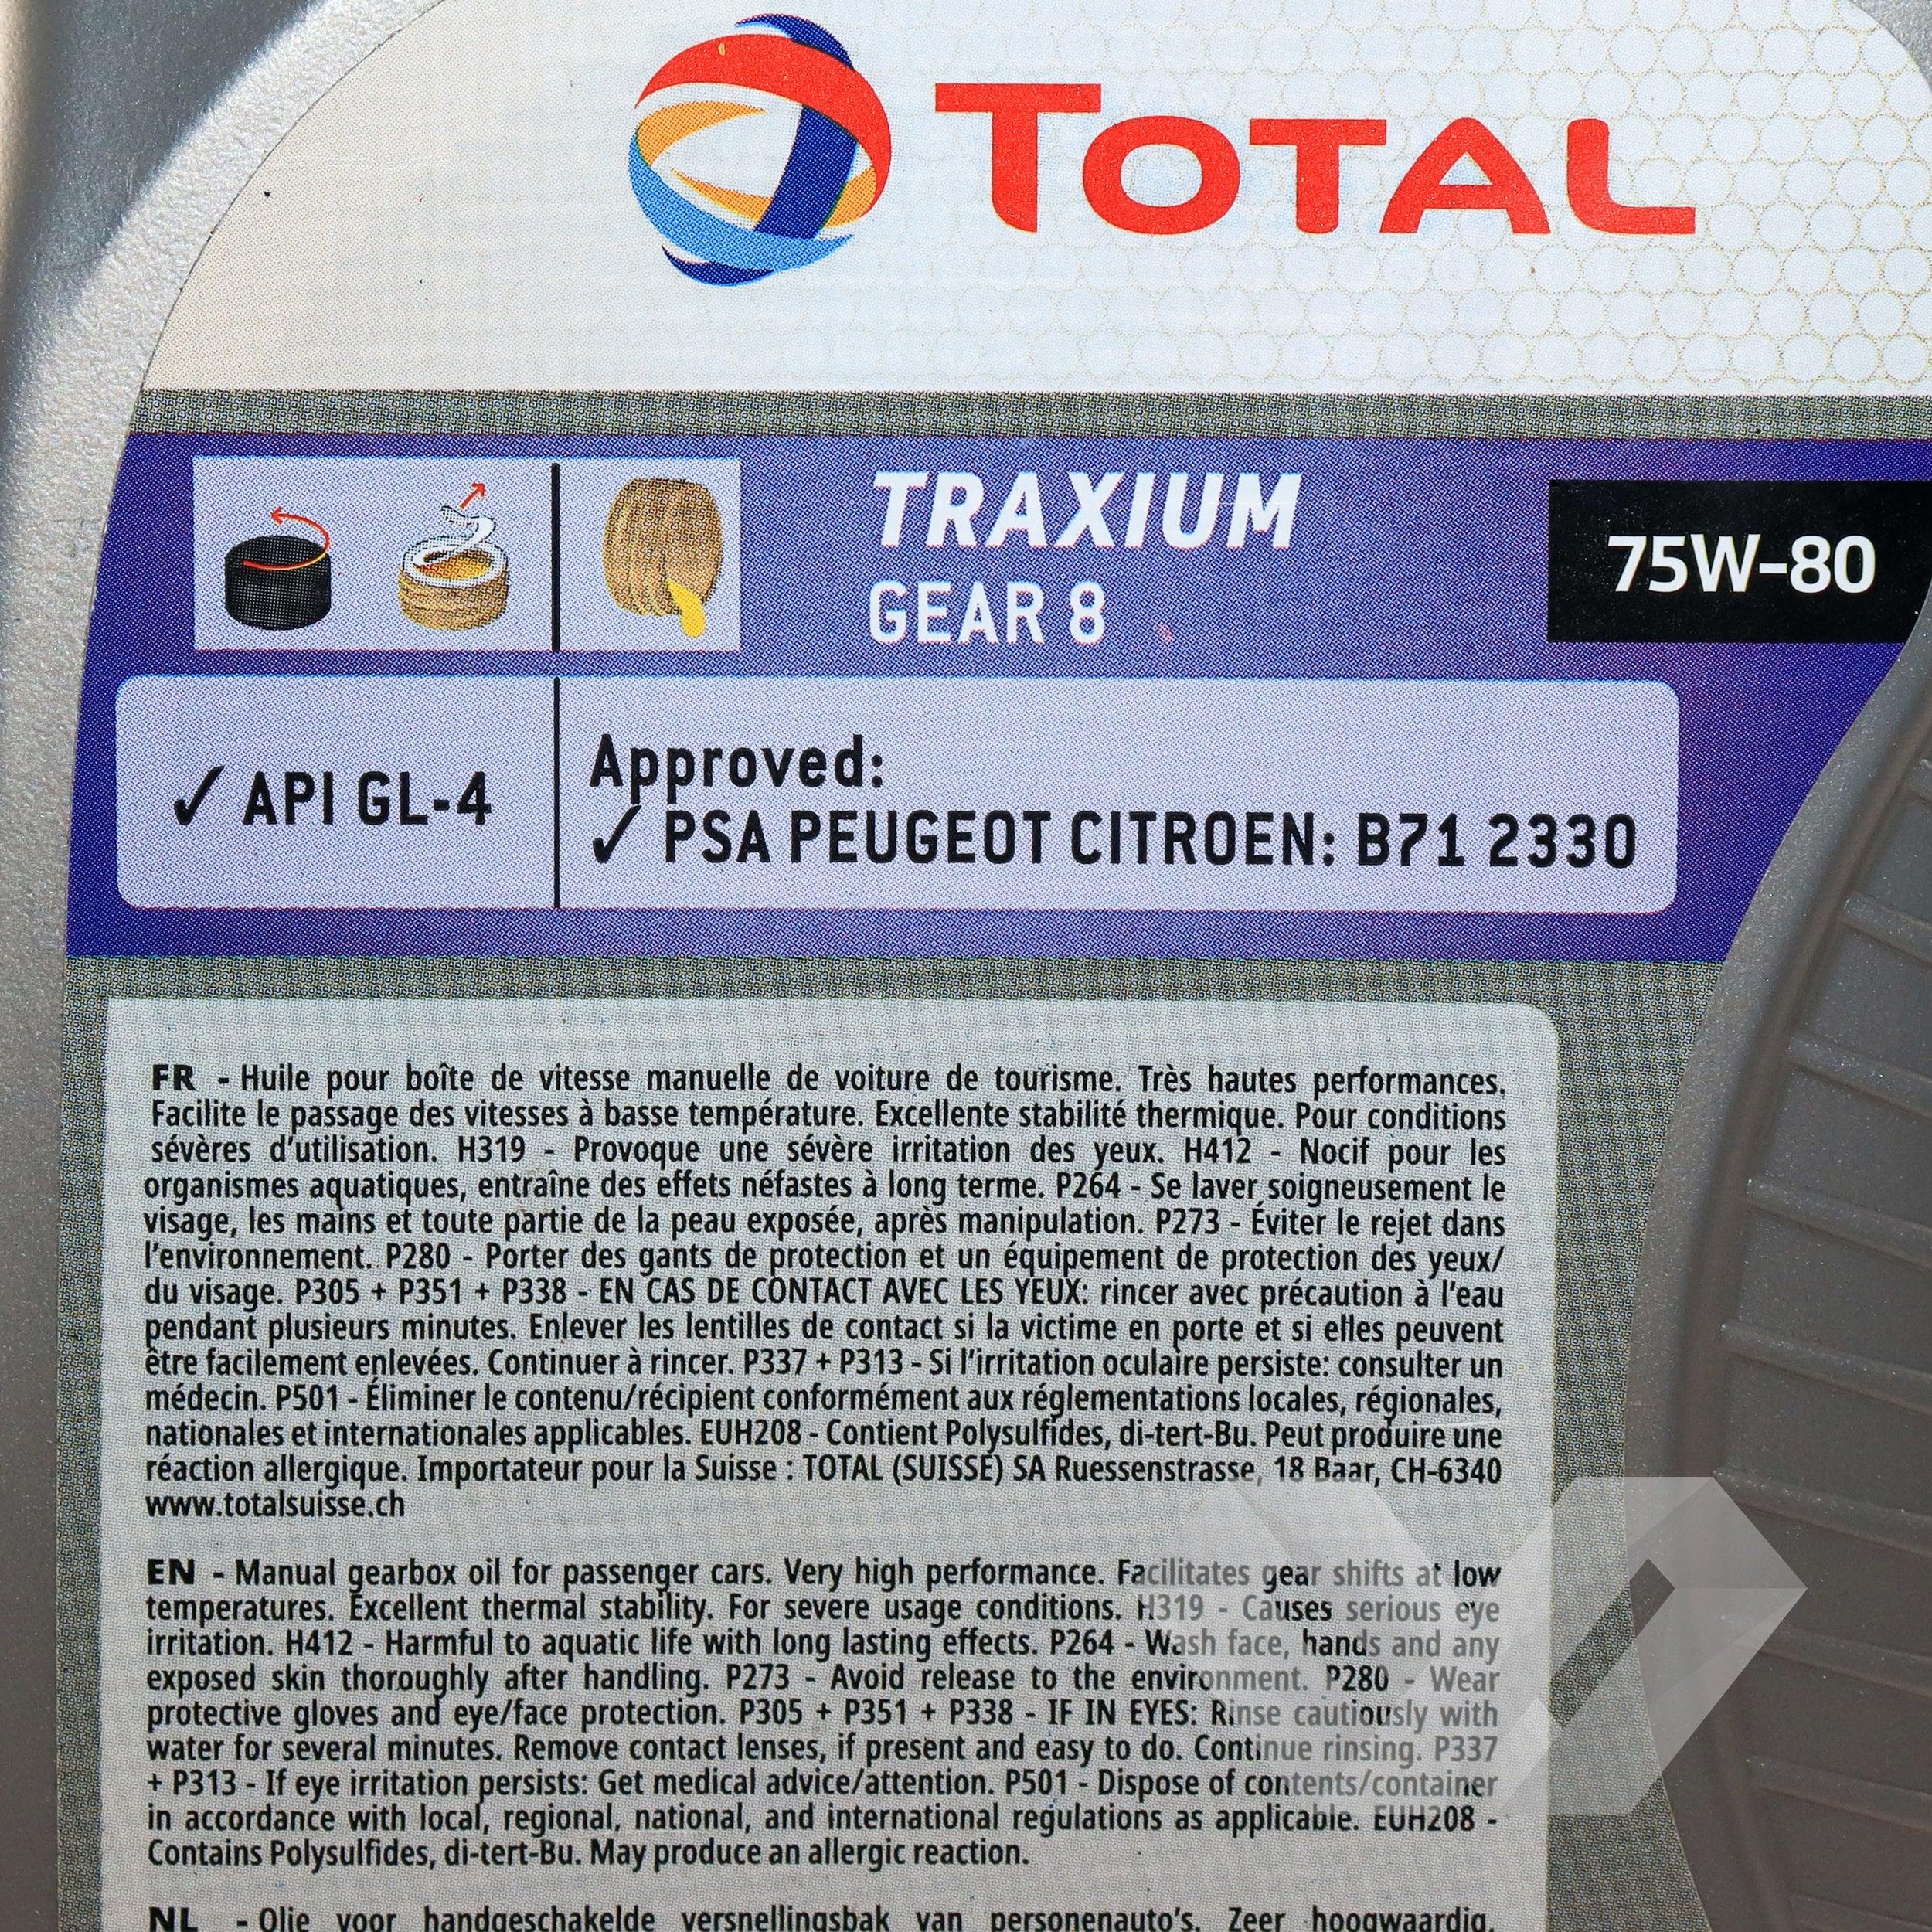 TOTAL
TRAXIUM
GEAR 8
75W-80
✓ API GL-4
Approved:
✓ PSA PEUGEOT CITROEN: B71 2330
FR - Huile pour boîte de vitesse manuelle de voiture de tourisme. Très hautes performances.
Facilite le passage des vitesses à basse température. Excellente stabilité thermique. Pour conditions
sévères d'utilisation. H319 - Provoque une sévère irritation des yeux. H412 - Nocif pour les
organismes aquatiques, entraîne des effets néfastes à long terme. P264 - Se laver soigneusement le
visage, les mains et toute partie de la peau exposée, après manipulation. P273 - Éviter le rejet dans
l'environnement. P280 - Porter des gants de protection et un équipement de protection des yeux/
du visage. P305 + P351 + P338 - EN CAS DE CONTACT AVEC LES YEUX: rincer avec précaution à l'eau
pendant plusieurs minutes. Enlever les lentilles de contact si la victime en porte et si elles peuvent
être facilement enlevées. Continuer à rincer. P337 + P313 - Si l'irritation oculaire persiste: consulter un
médecin. P501 - Éliminer le contenu/récipient conformément aux réglementations locales, régionales,
nationales et internationales applicables. EUH208 - Contient Polysulfides, di-tert-Bu. Peut produire une
réaction allergique. Importateur pour la Suisse : TOTAL (SUISSE) SA Ruessenstrasse, 18 Baar, CH-6340
www.totalsuisse.ch
EN - Manual gearbox oil for passenger cars. Very high performance. Facilitates gear shifts at low
temperatures. Excellent thermal stability. For severe usage conditions. H319 - Causes serious eye
irritation. H412 - Harmful to aquatic life with long lasting effects. P264 - Wash face, hands and any
exposed skin thoroughly after handling. P273 - Avoid release to the environment. P280 - Wear
protective gloves and eye/face protection. P305 + P351 + P338 - IF IN EYES: Rinse cautiously with
water for several minutes. Remove contact lenses, if present and easy to do. Continue rinsing. P337
+ P313 - If eye irritation persists: Get medical advice/attention. P501 - Dispose of contents/container
in accordance with local, regional, national, and international regulations as applicable. EUH208 -
Contains Polysulfides, di-tert-Bu. May produce an allergic reaction.
NL - Olie voor handgeschakelde versnellingsbak van personenauto's. Zeer hoogwaardig.